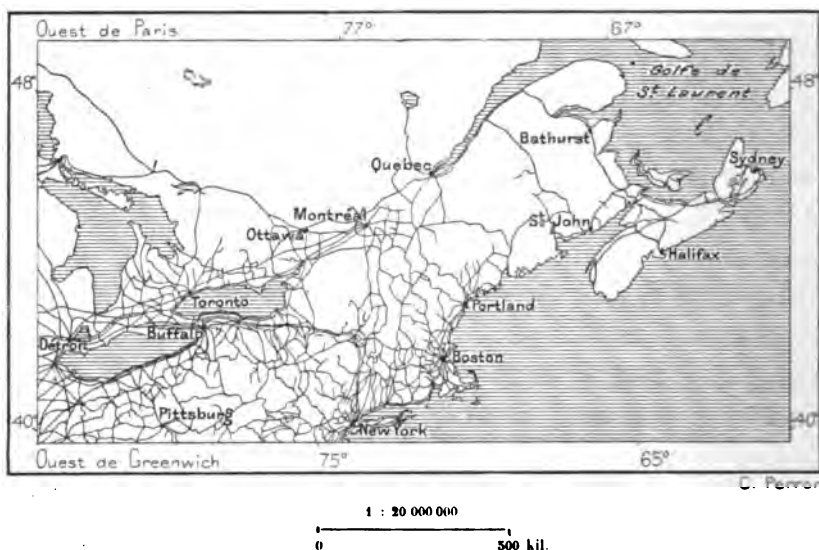 Ouest de Paris 77° 67°
48° 48°
Golfe de
St Laurent
Bathurst
Quebec
Sydney
Montréal
Ottawa
St John
Halifax
Toronto
Portland
Buffalo
Détroit
Boston
Pittsburg
40° 40°
New York
Ouest de Greenwich 75° 65°
C. Perron
1 : 20 000 000
0 500 kil.